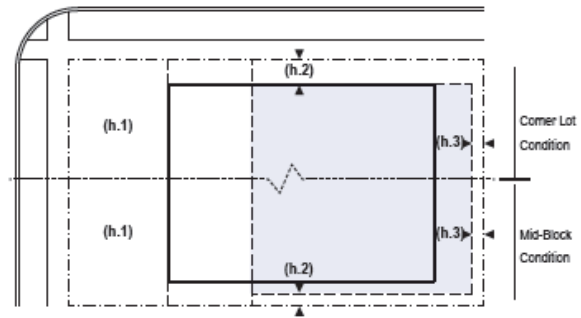 (h.2)
(h.1)
(h.3)
Corner Lot
Condition
(h.1)
(h.3)
Mid-Block
Condition
(h.2)